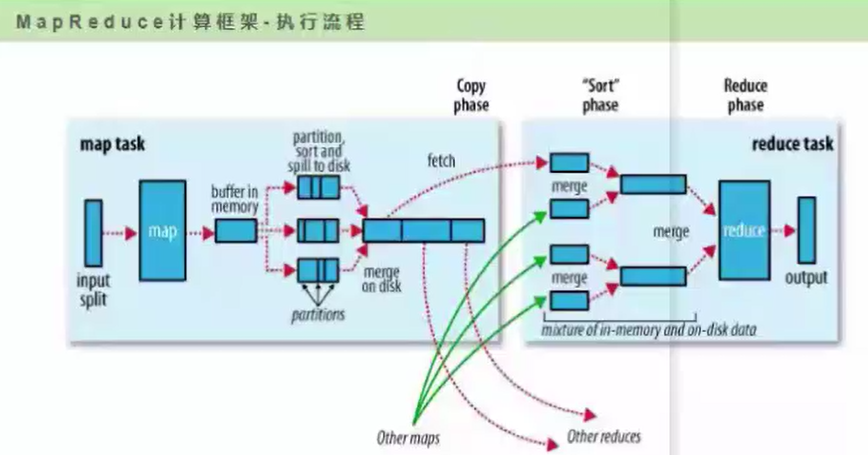 MapReduce计算框架-执行流程
Copy
phase
"Sort"
phase
Reduce
phase
map task
partition,
sort and
spill to disk
fetch
reduce task
buffer in
memory
merge
map
merge
reduce
input
split
merge
on disk
merge
output
partitions
mixture of in-memory and on-disk data
Other maps
Other reduces